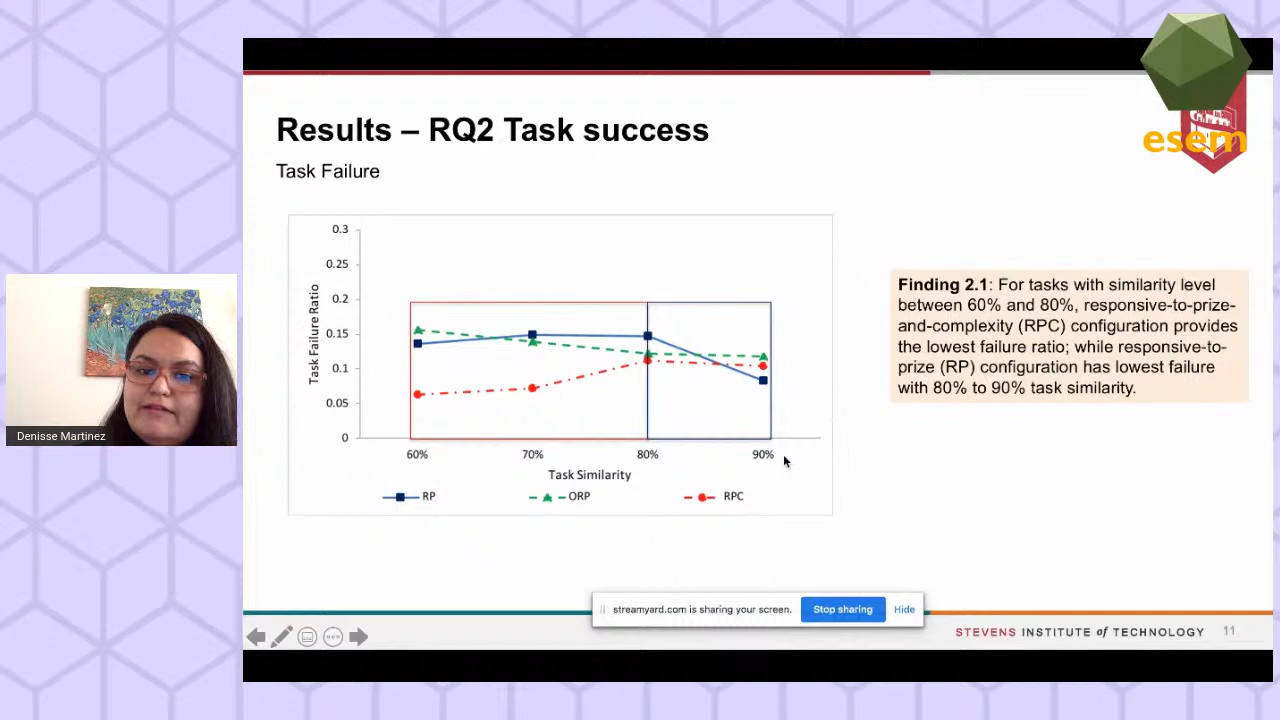 esem
Results – RQ2 Task success
Task Failure
0.3
0.25
0.2
0.15
0.1
0.05
0
Task Failure Ratio
60%
70%
80%
90%
Task Similarity
RP
ORP
RPC
Finding 2.1: For tasks with similarity level
between 60% and 80%, responsive-to-prize-
and-complexity (RPC) configuration provides
the lowest failure ratio; while responsive-to-
prize (RP) configuration has lowest failure
with 80% to 90% task similarity.
Denisse Martinez
streamyard.com is sharing your screen.
Stop sharing
Hide
STEVENS INSTITUTE of TECHNOLOGY
11